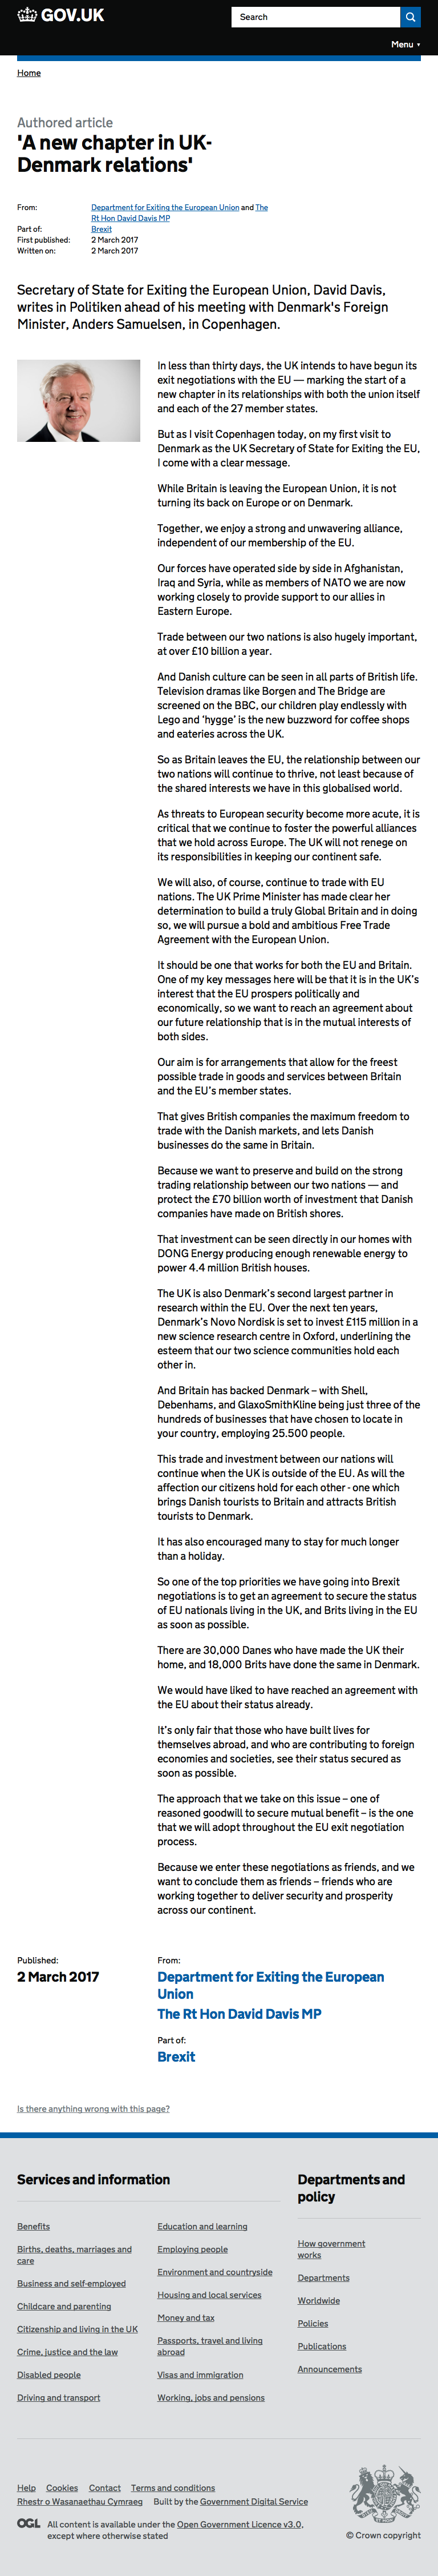 GOV.UK
Search
Menu ▼
Home
Authored article
'A new chapter in UK-
Denmark relations'
From: Department for Exiting the European Union and The
Rt Hon David Davis MP
Part of: Brexit
First published: 2 March 2017
Written on: 2 March 2017
Secretary of State for Exiting the European Union, David Davis,
writes in Politiken ahead of his meeting with Denmark's Foreign
Minister, Anders Samuelsen, in Copenhagen.
In less than thirty days, the UK intends to have begun its
exit negotiations with the EU — marking the start of a
new chapter in its relationships with both the union itself
and each of the 27 member states.
But as I visit Copenhagen today, on my first visit to
Denmark as the UK Secretary of State for Exiting the EU,
I come with a clear message.
While Britain is leaving the European Union, it is not
turning its back on Europe or on Denmark.
Together, we enjoy a strong and unwavering alliance,
independent of our membership of the EU.
Our forces have operated side by side in Afghanistan,
Iraq and Syria, while as members of NATO we are now
working closely to provide support to our allies in
Eastern Europe.
Trade between our two nations is also hugely important,
at over £10 billion a year.
And Danish culture can be seen in all parts of British life.
Television dramas like Borgen and The Bridge are
screened on the BBC, our children play endlessly with
Lego and ‘hygge’ is the new buzzword for coffee shops
and eateries across the UK.
So as Britain leaves the EU, the relationship between our
two nations will continue to thrive, not least because of
the shared interests we have in this globalised world.
As threats to European security become more acute, it is
critical that we continue to foster the powerful alliances
that we hold across Europe. The UK will not renege on
its responsibilities in keeping our continent safe.
We will also, of course, continue to trade with EU
nations. The UK Prime Minister has made clear her
determination to build a truly Global Britain and in doing
so, we will pursue a bold and ambitious Free Trade
Agreement with the European Union.
It should be one that works for both the EU and Britain.
One of my key messages here will be that it is in the UK’s
interest that the EU prospers politically and
economically, so we want to reach an agreement about
our future relationship that is in the mutual interests of
both sides.
Our aim is for arrangements that allow for the freest
possible trade in goods and services between Britain
and the EU’s member states.
That gives British companies the maximum freedom to
trade with the Danish markets, and lets Danish
businesses do the same in Britain.
Because we want to preserve and build on the strong
trading relationship between our two nations — and
protect the £70 billion worth of investment that Danish
companies have made on British shores.
That investment can be seen directly in our homes with
DONG Energy producing enough renewable energy to
power 4.4 million British houses.
The UK is also Denmark’s second largest partner in
research within the EU. Over the next ten years,
Denmark’s Novo Nordisk is set to invest £115 million in a
new science research centre in Oxford, underlining the
esteem that our two science communities hold each
other in.
And Britain has backed Denmark – with Shell,
Debenhams, and GlaxoSmithKline being just three of the
hundreds of businesses that have chosen to locate in
your country, employing 25.500 people.
This trade and investment between our nations will
continue when the UK is outside of the EU. As will the
affection our citizens hold for each other - one which
brings Danish tourists to Britain and attracts British
tourists to Denmark.
It has also encouraged many to stay for much longer
than a holiday.
So one of the top priorities we have going into Brexit
negotiations is to get an agreement to secure the status
of EU nationals living in the UK, and Brits living in the EU
as soon as possible.
There are 30,000 Danes who have made the UK their
home, and 18,000 Brits have done the same in Denmark.
We would have liked to have reached an agreement with
the EU about their status already.
It’s only fair that those who have built lives for
themselves abroad, and who are contributing to foreign
economies and societies, see their status secured as
soon as possible.
The approach that we take on this issue – one of
reasoned goodwill to secure mutual benefit – is the one
that we will adopt throughout the EU exit negotiation
process.
Because we enter these negotiations as friends, and we
want to conclude them as friends – friends who are
working together to deliver security and prosperity
across our continent.
Published:
2 March 2017
From:
Department for Exiting the European
Union
The Rt Hon David Davis MP
Part of:
Brexit
Is there anything wrong with this page?
Services and information
Benefits
Births, deaths, marriages and
care
Business and self-employed
Childcare and parenting
Citizenship and living in the UK
Crime, justice and the law
Disabled people
Driving and transport
Education and learning
Employing people
Environment and countryside
Housing and local services
Money and tax
Passports, travel and living
abroad
Visas and immigration
Working, jobs and pensions
Departments and
policy
How government
works
Departments
Worldwide
Policies
Publications
Announcements
Help Cookies Contact Terms and conditions
Rhestr o Wasanaethau Cymraeg Built by the Government Digital Service
OGL All content is available under the Open Government Licence v3.0,
except where otherwise stated
© Crown copyright